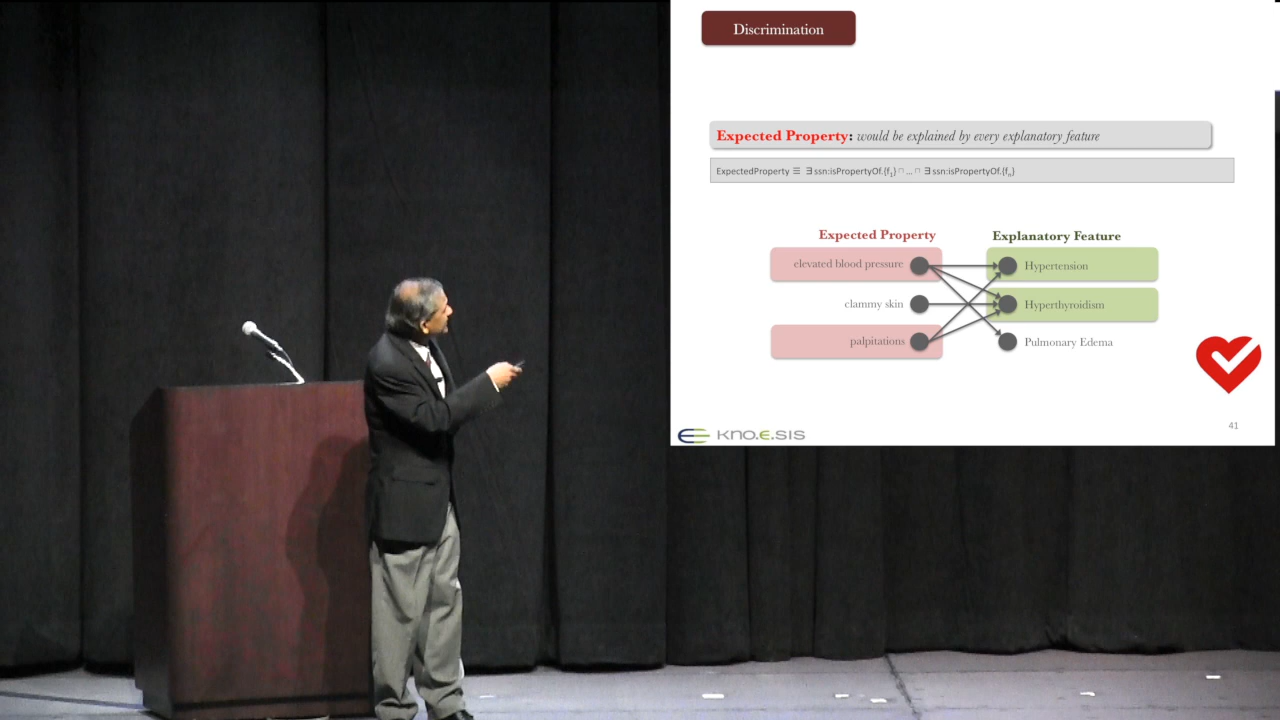 Discrimination
Expected Property: would be explained by every explanatory feature
ExpectedProperty ≡ ∃ssn:isPropertyOf.{f1} ⊓ … ⊓ ∃ssn:isPropertyOf.{fn}
Expected Property Explanatory Feature
elevated blood pressure Hypertension
clammy skin Hyperthyroidism
palpitations Pulmonary Edema
41
KNO.E.SIS